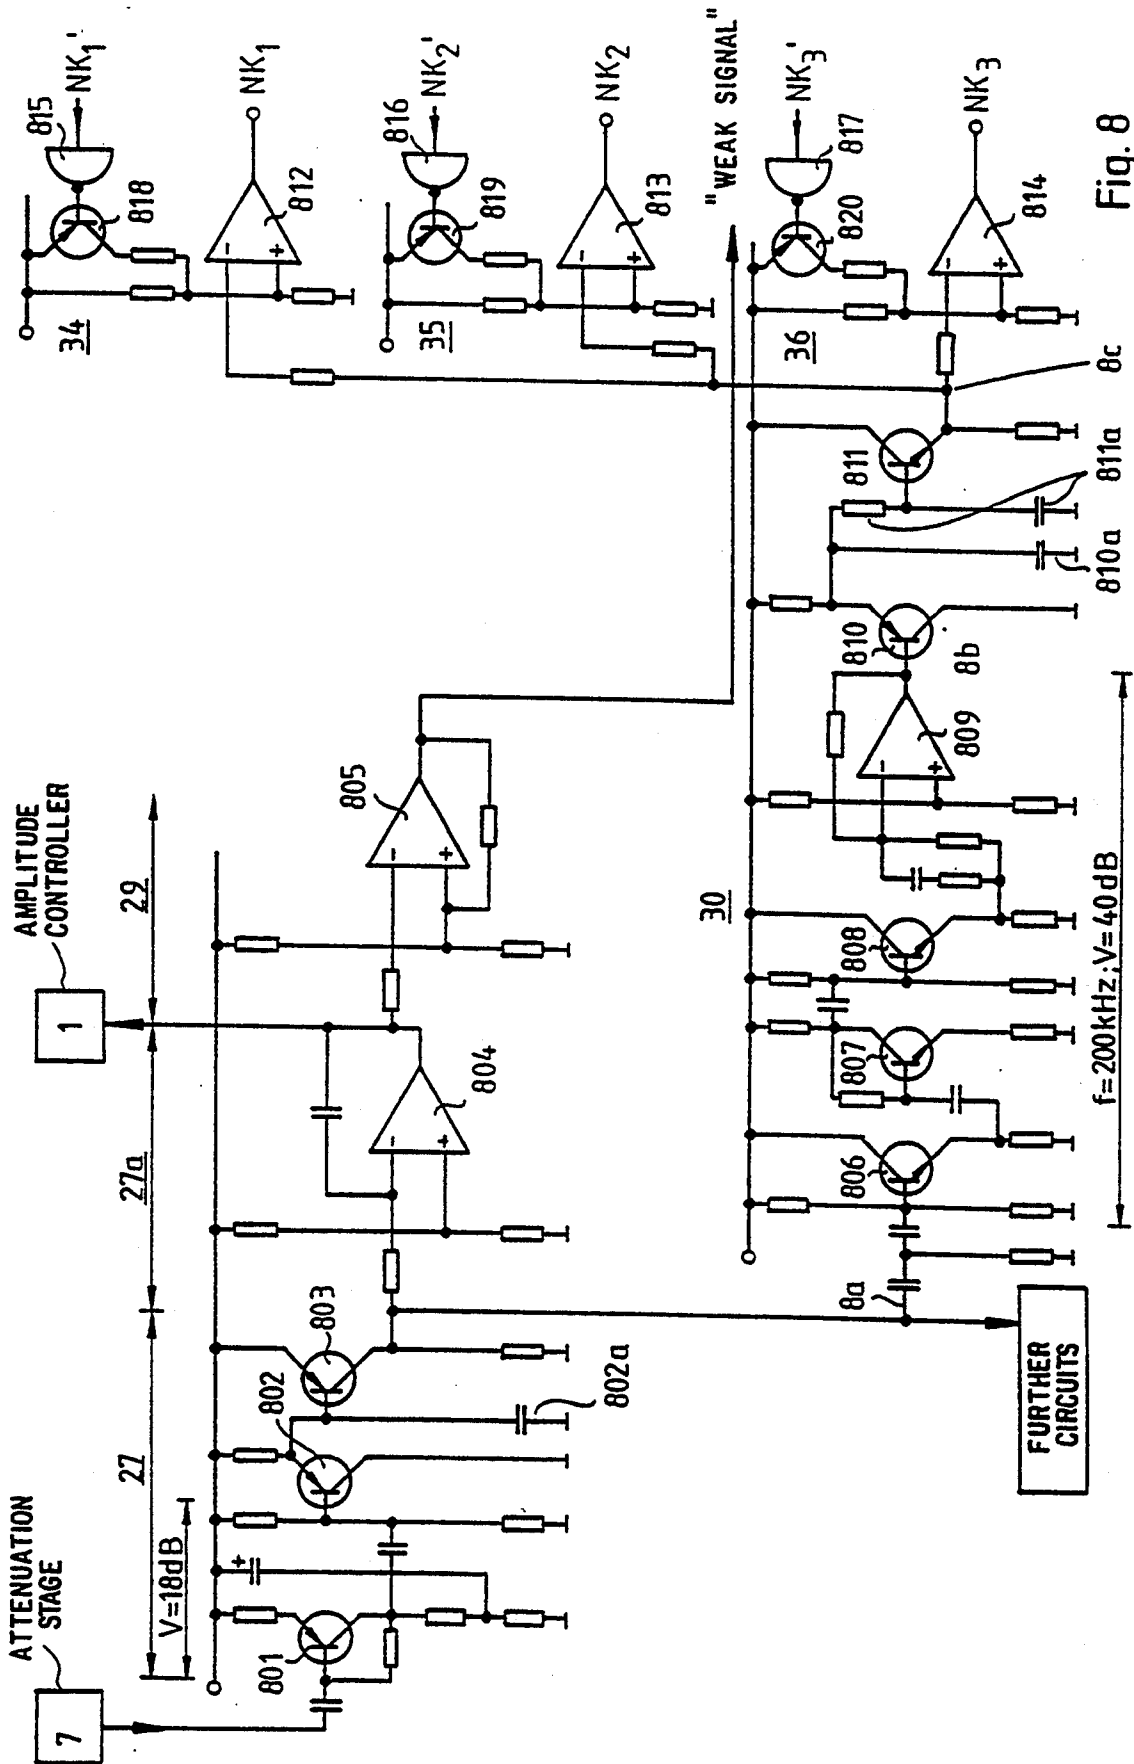 ATTENUATION
STAGE
7
AMPLITUDE
CONTROLLER
1
27
27a
29
V=18dB
801
802
803
802a
+
804
-
+
805
-
+
"WEAK SIGNAL"
FURTHER
CIRCUITS
8a
30
806
807
808
809
-
+
8b
810
810a
811
811a
8c
f=200kHz;V=40dB
34
815
NK1'
818
812
-
+
NK1
35
816
NK2'
819
813
-
+
NK2
36
817
NK3'
820
814
-
+
NK3
Fig. 8